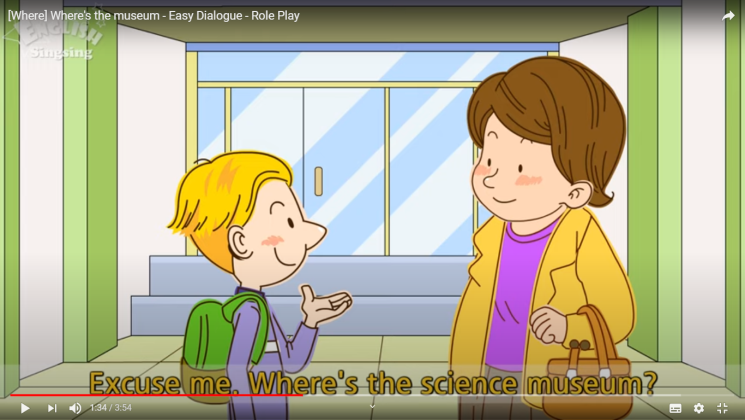 [Where] Where's the museum - Easy Dialogue - Role Play
ENGLISH
Singsing
Excuse me. Where's the science museum?
1:34 / 3:54